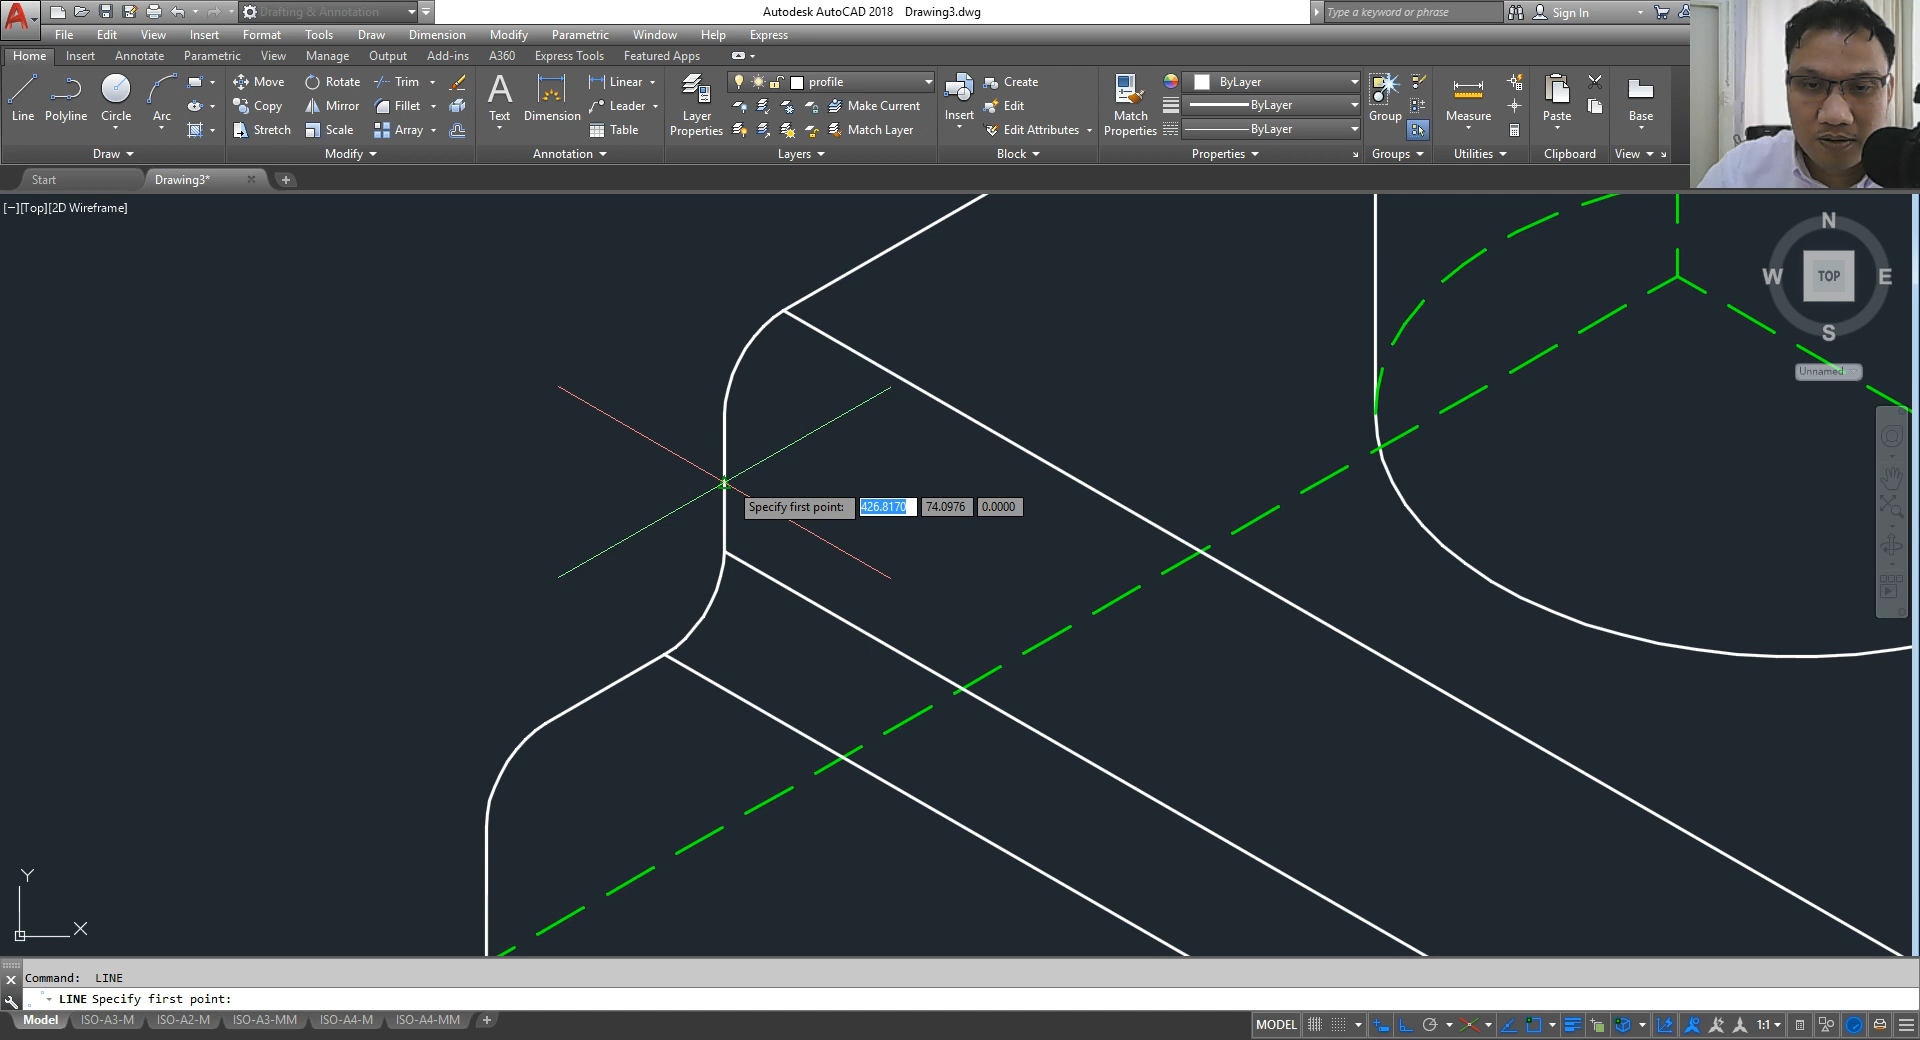 Drafting & Annotation
Autodesk AutoCAD 2018 Drawing3.dwg
Type a keyword or phrase
Sign In
File Edit View Insert Format Tools Draw Dimension Modify Parametric Window Help Express
Home Insert Annotate Parametric View Manage Output Add-ins A360 Express Tools Featured Apps
Line Polyline Circle Arc
Draw
Move Rotate Trim
Copy Mirror Fillet
Stretch Scale Array
Modify
Text Dimension
Linear
Leader
Table
Annotation
Layer Properties
profile
Make Current
Match Layer
Layers
Insert
Create
Edit
Edit Attributes
Block
Match Properties
ByLayer
ByLayer
ByLayer
Properties
Group
Groups
Measure
Utilities
Paste
Clipboard
Base
View
Start Drawing3*
[−][Top][2D Wireframe]
N
W TOP E
S
Unnamed
Specify first point: 426.8170 74.0976 0.0000
Y
X
Command: LINE
LINE Specify first point:
Model ISO-A3-M ISO-A2-M ISO-A3-MM ISO-A4-M ISO-A4-MM
MODEL 1:1